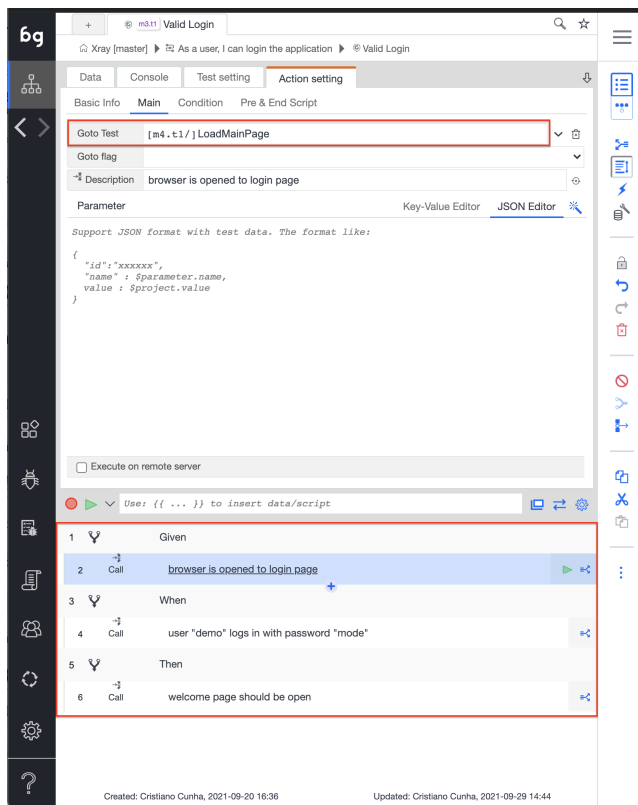 bg
+
m3.t1 Valid Login
Xray [master] As a user, I can login the application Valid Login
Data Console Test setting Action setting
Basic Info Main Condition Pre & End Script
Goto Test [m4.t1/]LoadMainPage
Goto flag
Description browser is opened to login page
Parameter Key-Value Editor JSON Editor
Support JSON format with test data. The format like:
{
"id":"xxxxxx",
"name" : $parameter.name,
value : $project.value
}
Execute on remote server
Use: {{ ... }} to insert data/script
1 Given
2 Call browser is opened to login page
3 When
4 Call user "demo" logs in with password "mode"
5 Then
6 Call welcome page should be open
Created: Cristiano Cunha, 2021-09-20 16:36 Updated: Cristiano Cunha, 2021-09-29 14:44